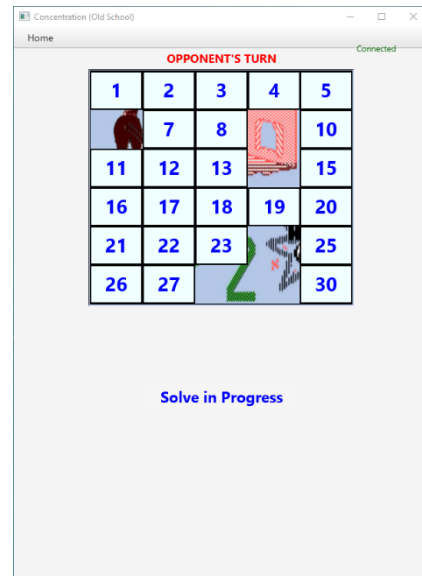 Concentration (Old School)
Home
Connected
OPPONENT'S TURN
1 2 3 4 5
7 8 10
11 12 13 15
16 17 18 19 20
21 22 23 25
26 27 2 30
Solve in Progress